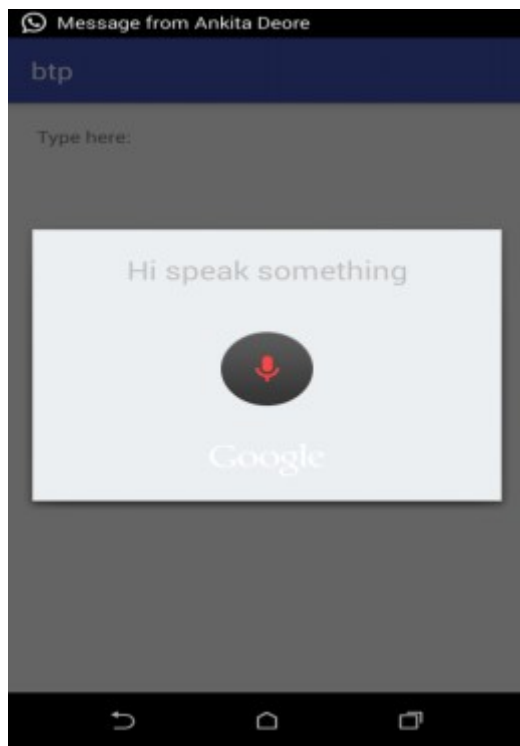 Message from Ankita Deore
btp
Type here:
Hi speak something
Google